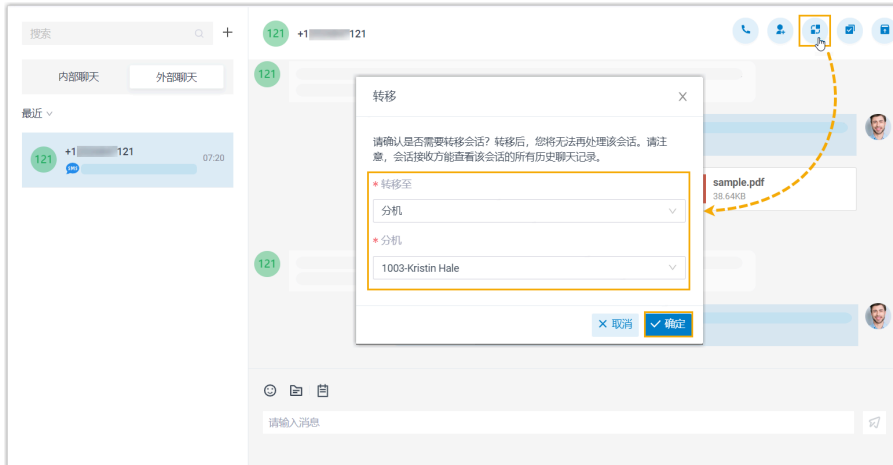 搜索
+
121 +1 121
内部聊天 外部聊天
最近
121 +1 121 07:20
SMS
121
转移
请确认是否需要转移会话？转移后，您将无法再处理该会话。请注
意，会话接收方能查看该会话的所有历史聊天记录。
* 转移至
分机
* 分机
1003-Kristin Hale
取消 确定
sample.pdf
38.64KB
121
请输入消息